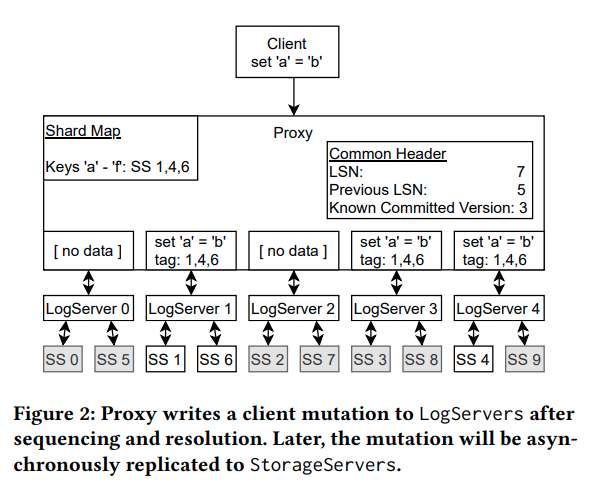 Client
set 'a' = 'b'
Shard Map
Keys 'a' - 'f': SS 1,4,6
Proxy
Common Header
LSN: 7
Previous LSN: 5
Known Committed Version: 3
[ no data ]
set 'a' = 'b'
tag: 1,4,6
[ no data ]
set 'a' = 'b'
tag: 1,4,6
set 'a' = 'b'
tag: 1,4,6
LogServer 0 LogServer 1 LogServer 2 LogServer 3 LogServer 4
SS 0 SS 5 SS 1 SS 6 SS 2 SS 7 SS 3 SS 8 SS 4 SS 9
Figure 2: Proxy writes a client mutation to LogServers after
sequencing and resolution. Later, the mutation will be asyn-
chronously replicated to StorageServers.